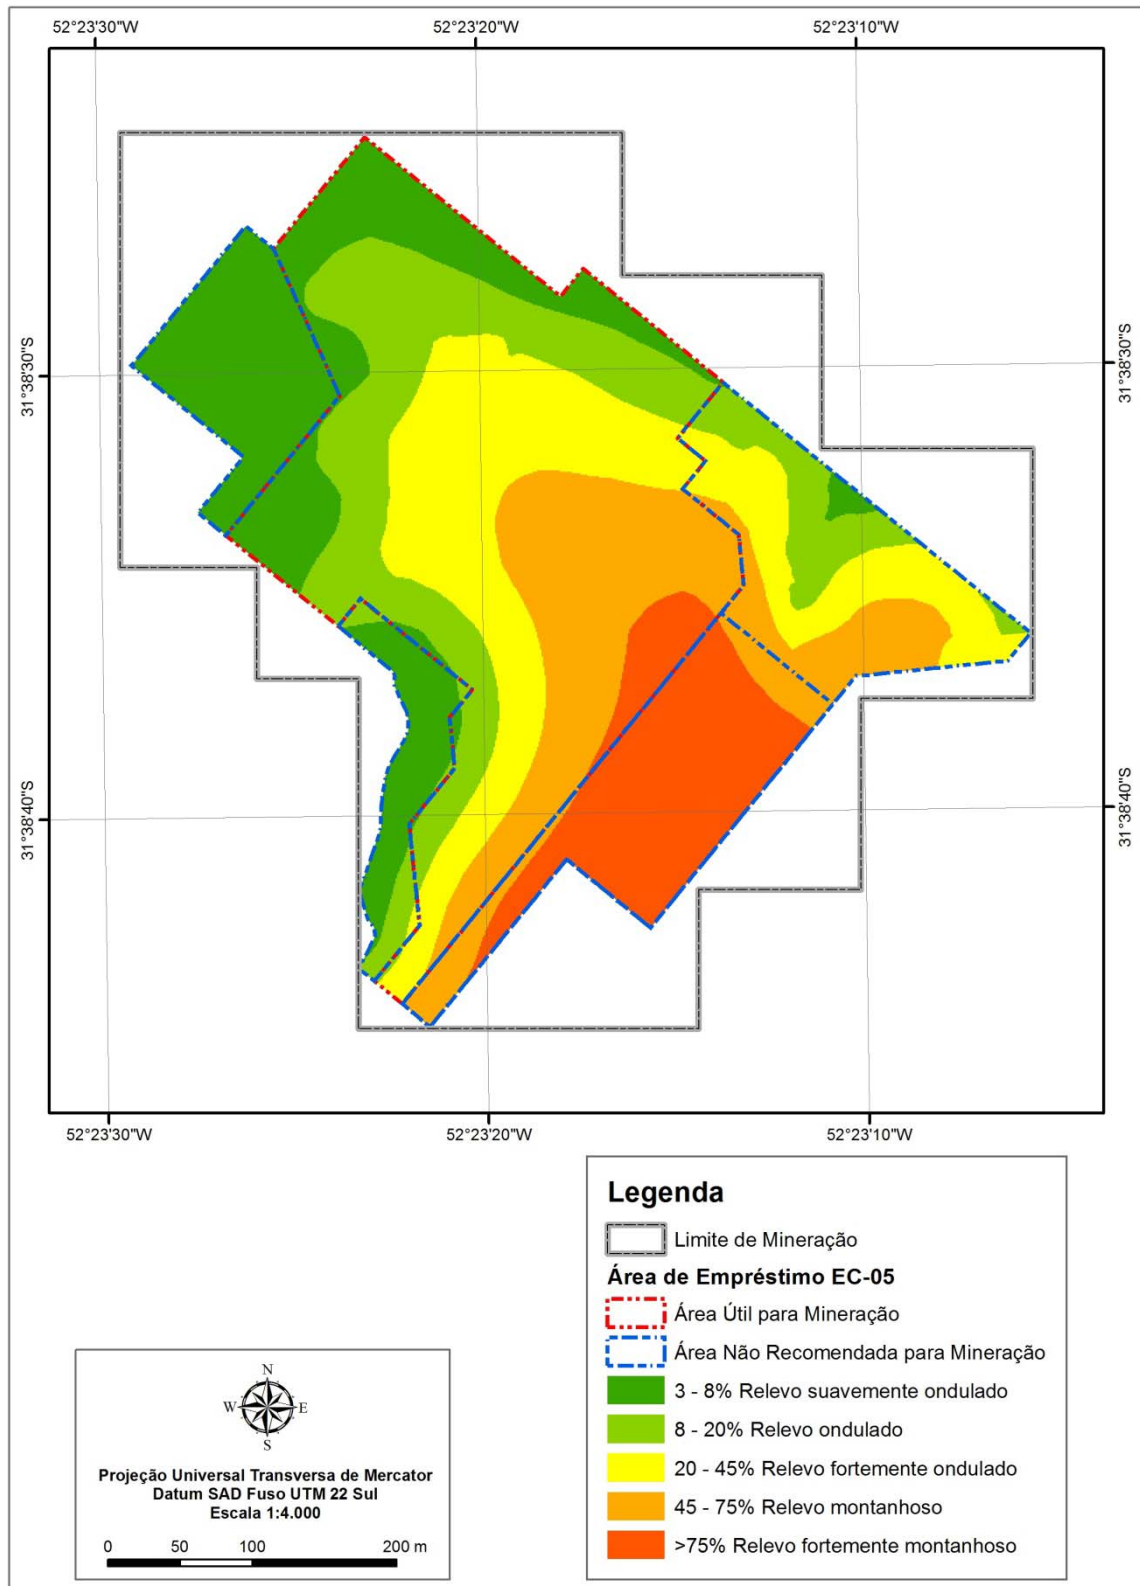 52°23'30"W
52°23'20"W
52°23'10"W
31°38'30"S
31°38'30"S
31°38'40"S
31°38'40"S
52°23'30"W
52°23'20"W
52°23'10"W
Legenda
Limite de Mineração
Área de Empréstimo EC-05
Área Útil para Mineração
Área Não Recomendada para Mineração
3 - 8% Relevo suavemente ondulado
8 - 20% Relevo ondulado
20 - 45% Relevo fortemente ondulado
45 - 75% Relevo montanhoso
>75% Relevo fortemente montanhoso
N
W
E
S
Projeção Universal Transversa de Mercator
Datum SAD Fuso UTM 22 Sul
Escala 1:4.000
0 50 100 200 m